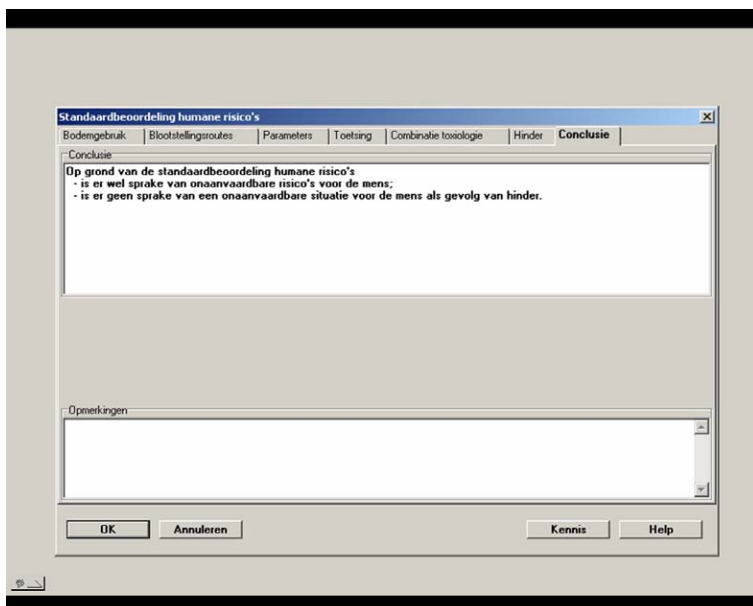 Standaardbeoordeling humane risico's
Bodemgebruik Blootstellingsroutes Parameters Toetsing Combinatie toxiologie Hinder Conclusie
Conclusie
Op grond van de standaardbeoordeling humane risico's
- is er wel sprake van onaanvaardbare risico's voor de mens;
- is er geen sprake van een onaanvaardbare situatie voor de mens als gevolg van hinder.
Opmerkingen
OK Annuleren Kennis Help